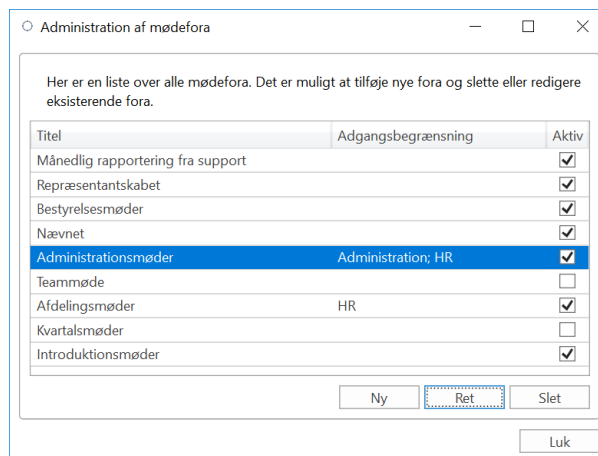 Administration af mødefora
Her er en liste over alle mødefora. Det er muligt at tilføje nye fora og slette eller redigere
eksisterende fora.
Titel Adgangsbegrænsning Aktiv
Månedlig rapportering fra support
Repræsentantskabet
Bestyrelsesmøder
Nævnet
Administrationsmøder Administration; HR
Teammøde
Afdelingsmøder HR
Kvartalsmøder
Introduktionsmøder
Ny Ret Slet
Luk